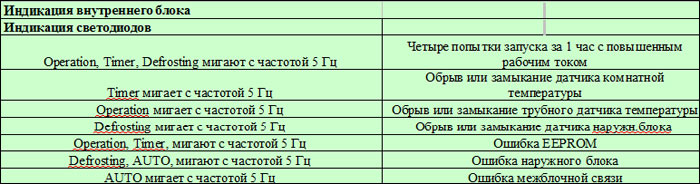 Индикация внутреннего блока
Индикация светодиодов
Operation, Timer, Defrosting мигают с частотой 5 Гц
Четыре попытки запуска за 1 час с повышенным
рабочим током
Timer мигает с частотой 5 Гц
Обрыв или замыкание датчика комнатной
температуры
Operation мигает с частотой 5 Гц
Обрыв или замыкание трубного датчика температуры
Defrosting мигает с частотой 5 Гц
Обрыв или замыкание датчика наружн.блока
Operation, Timer, мигают с частотой 5 Гц
Ошибка EEPROM
Defrosting, AUTO, мигают с частотой 5 Гц
Ошибка наружного блока
AUTO мигает с частотой 5 Гц
Ошибка межблочной связи